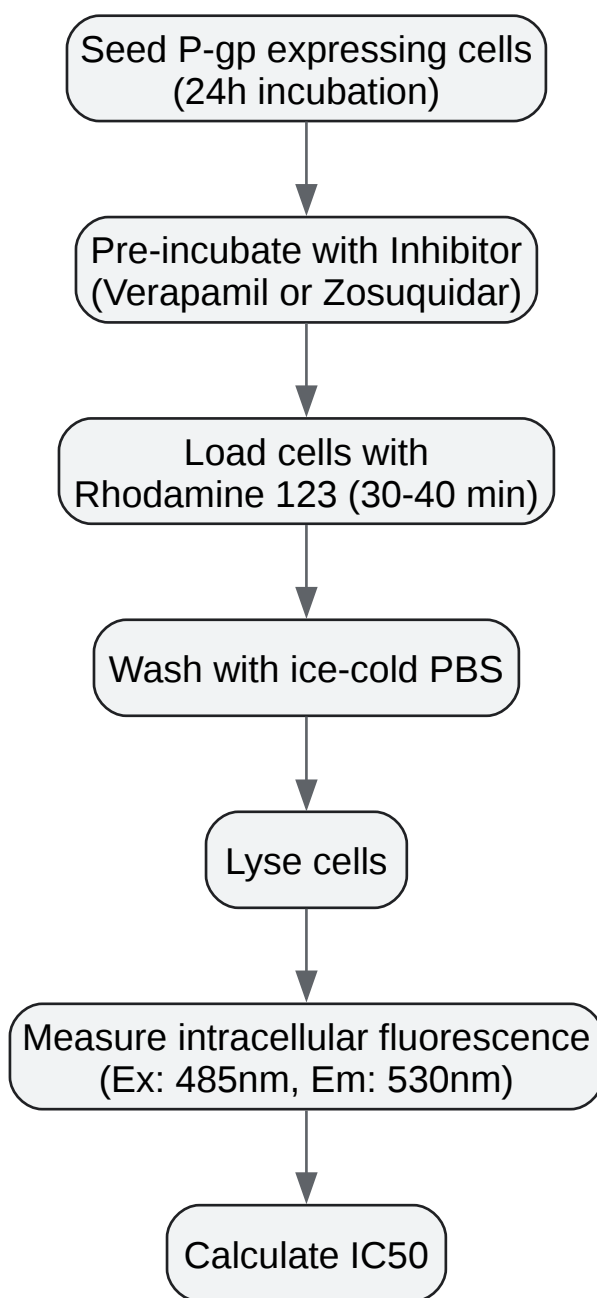 Seed P-gp expressing cells
(24h incubation)
Pre-incubate with Inhibitor
(Verapamil or Zosuquidar)
Load cells with
Rhodamine 123 (30-40 min)
Wash with ice-cold PBS
Lyse cells
Measure intracellular fluorescence
(Ex: 485nm, Em: 530nm)
Calculate IC50